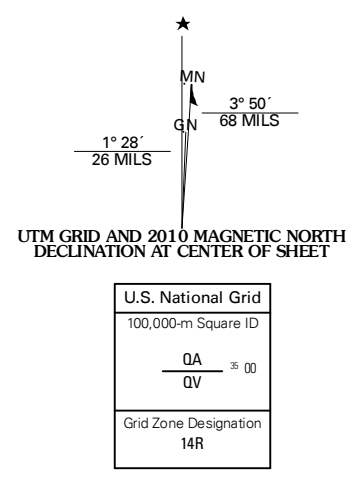 ★
MN
3° 50´
68 MILS
GN
1° 28´
26 MILS
UTM GRID AND 2010 MAGNETIC NORTH
DECLINATION AT CENTER OF SHEET
U.S. National Grid
100,000-m Square ID
QA
35 00
QV
Grid Zone Designation
14R